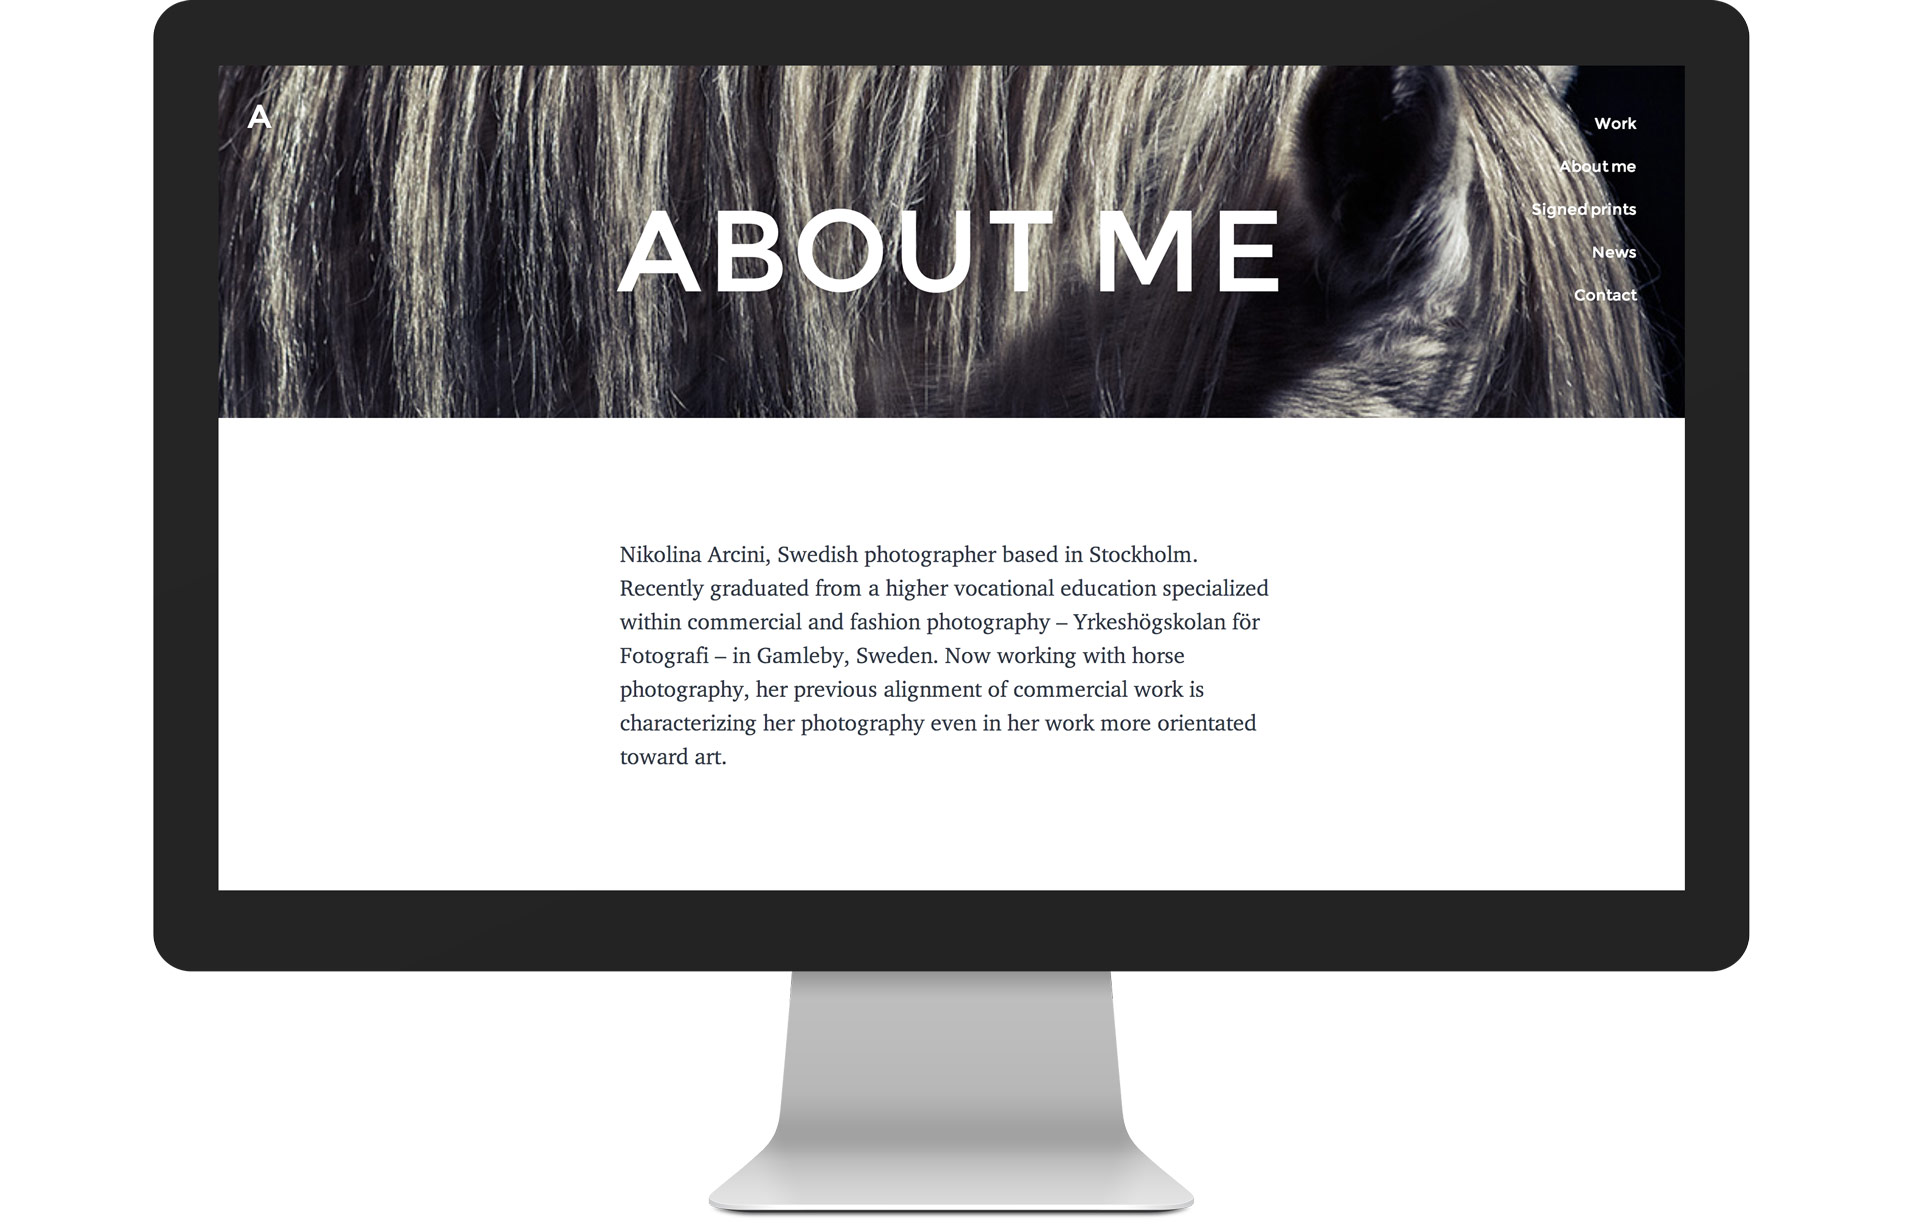 A
Work
About me
Signed prints
News
Contact
ABOUT ME
Nikolina Arcini, Swedish photographer based in Stockholm.
Recently graduated from a higher vocational education specialized
within commercial and fashion photography – Yrkeshögskolan för
Fotografi – in Gamleby, Sweden. Now working with horse
photography, her previous alignment of commercial work is
characterizing her photography even in her work more orientated
toward art.